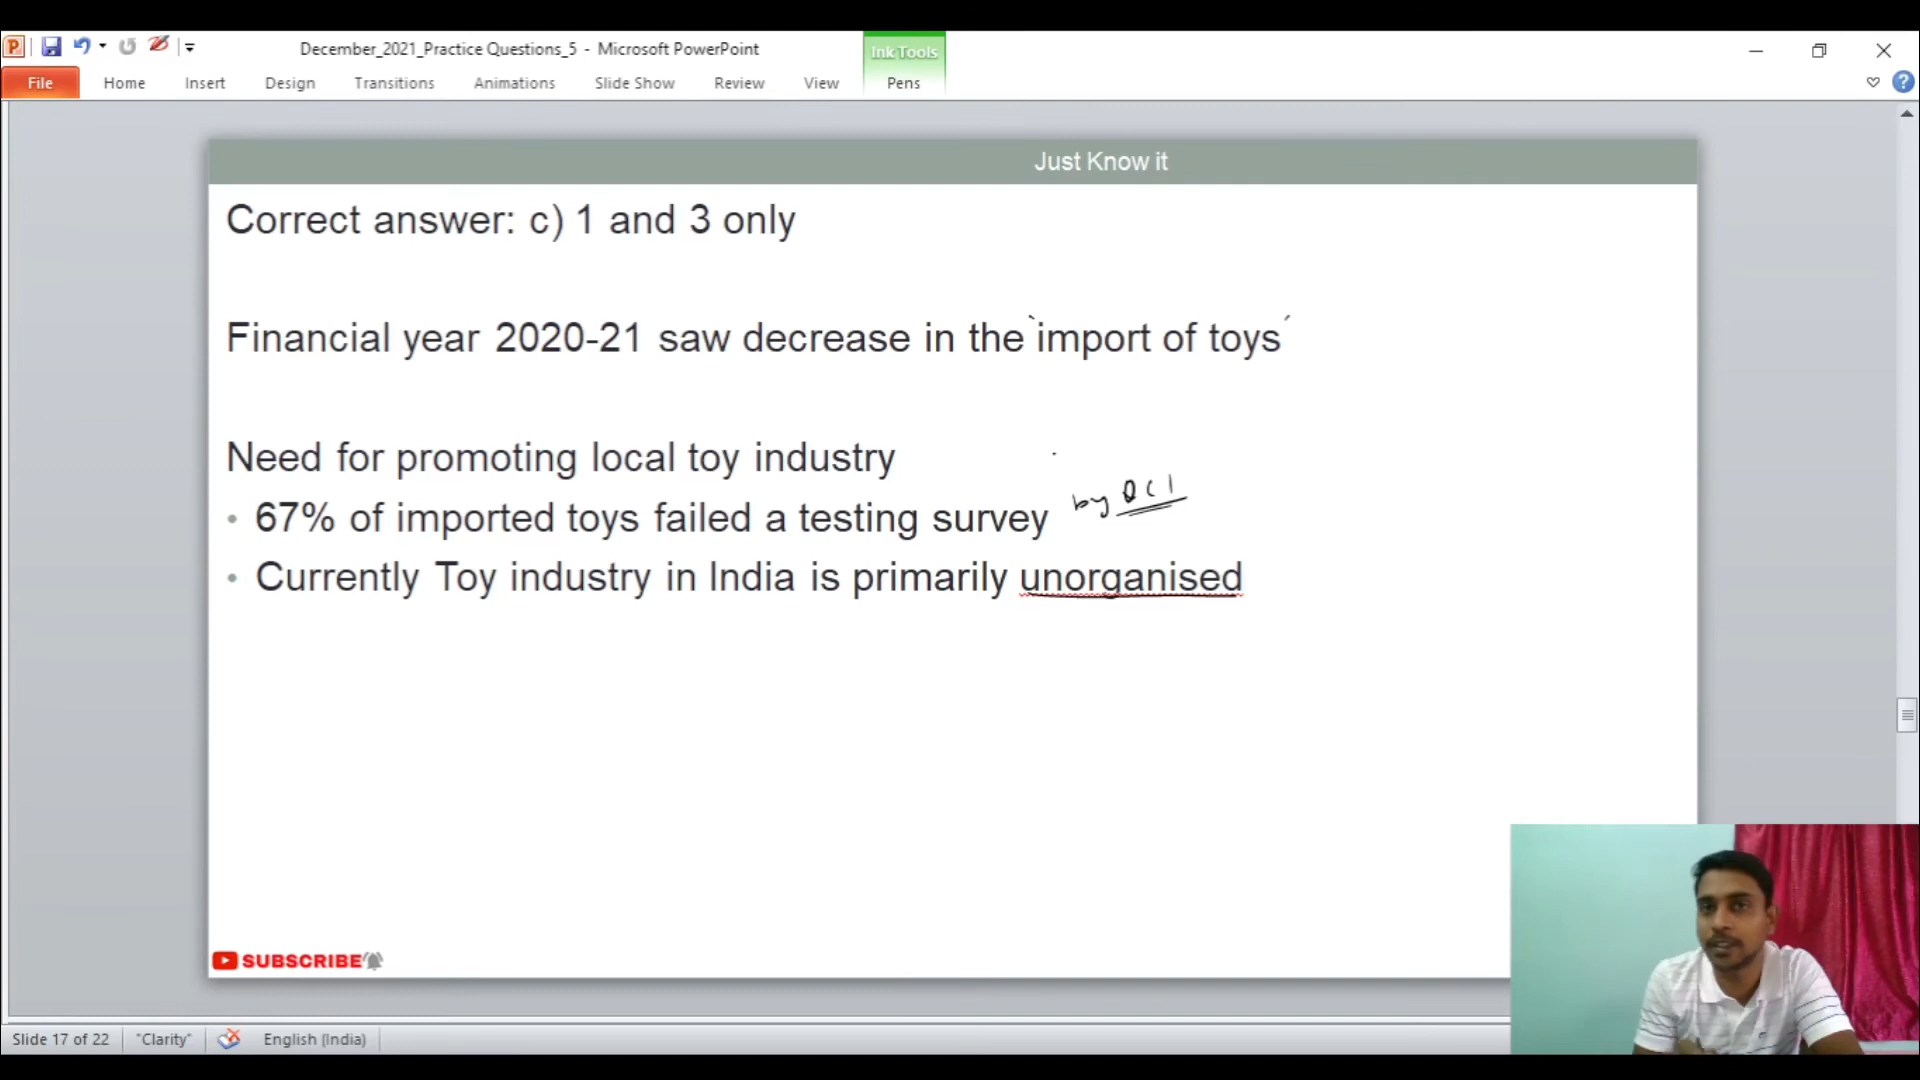 December_2021_Practice Questions_5 - Microsoft PowerPoint
Ink Tools
File Home Insert Design Transitions Animations Slide Show Review View Pens
Just Know it
Correct answer: c) 1 and 3 only
Financial year 2020-21 saw decrease in the import of toys
Need for promoting local toy industry
by QCI
• 67% of imported toys failed a testing survey
• Currently Toy industry in India is primarily unorganised
SUBSCRIBE
Slide 17 of 22 "Clarity" English (India)